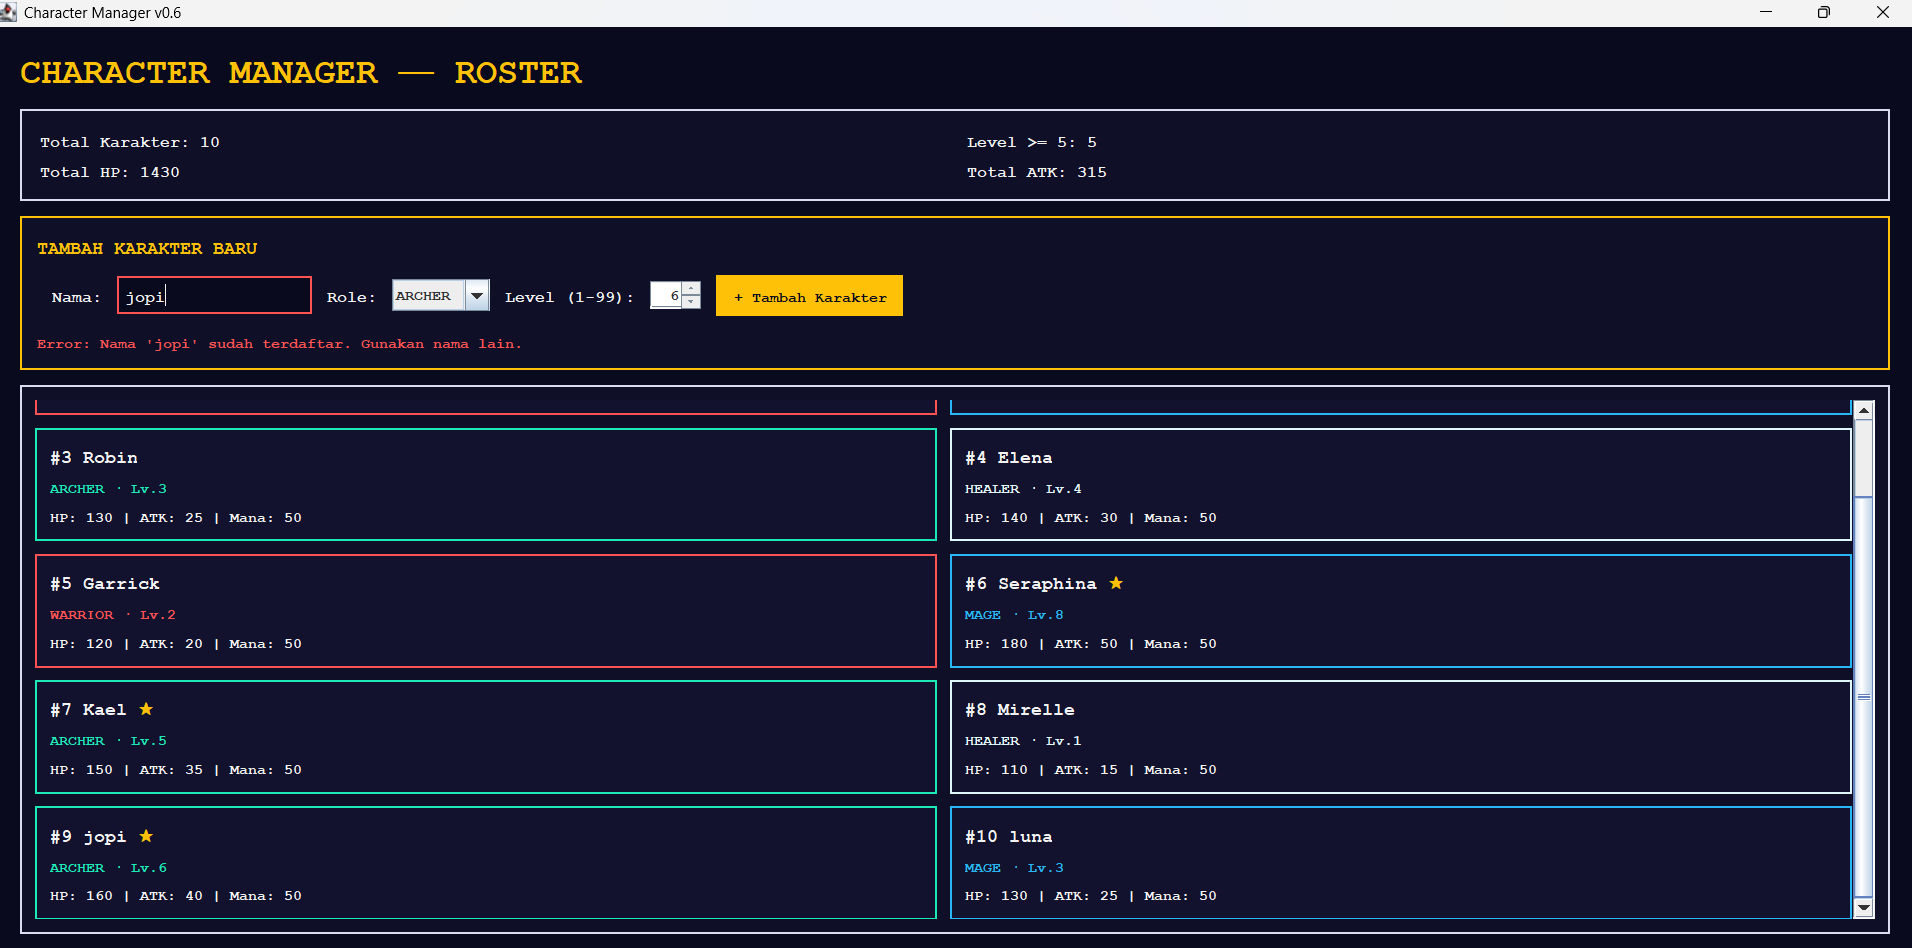 Character Manager v0.6
CHARACTER MANAGER — ROSTER
Total Karakter: 10
Level >= 5: 5
Total HP: 1430
Total ATK: 315
TAMBAH KARAKTER BARU
Nama: jopi Role: ARCHER Level (1-99): 6 + Tambah Karakter
Error: Nama 'jopi' sudah terdaftar. Gunakan nama lain.
#3 Robin
ARCHER · Lv.3
HP: 130 | ATK: 25 | Mana: 50
#4 Elena
HEALER · Lv.4
HP: 140 | ATK: 30 | Mana: 50
#5 Garrick
WARRIOR · Lv.2
HP: 120 | ATK: 20 | Mana: 50
#6 Seraphina ★
MAGE · Lv.8
HP: 180 | ATK: 50 | Mana: 50
#7 Kael ★
ARCHER · Lv.5
HP: 150 | ATK: 35 | Mana: 50
#8 Mirelle
HEALER · Lv.1
HP: 110 | ATK: 15 | Mana: 50
#9 jopi ★
ARCHER · Lv.6
HP: 160 | ATK: 40 | Mana: 50
#10 luna
MAGE · Lv.3
HP: 130 | ATK: 25 | Mana: 50